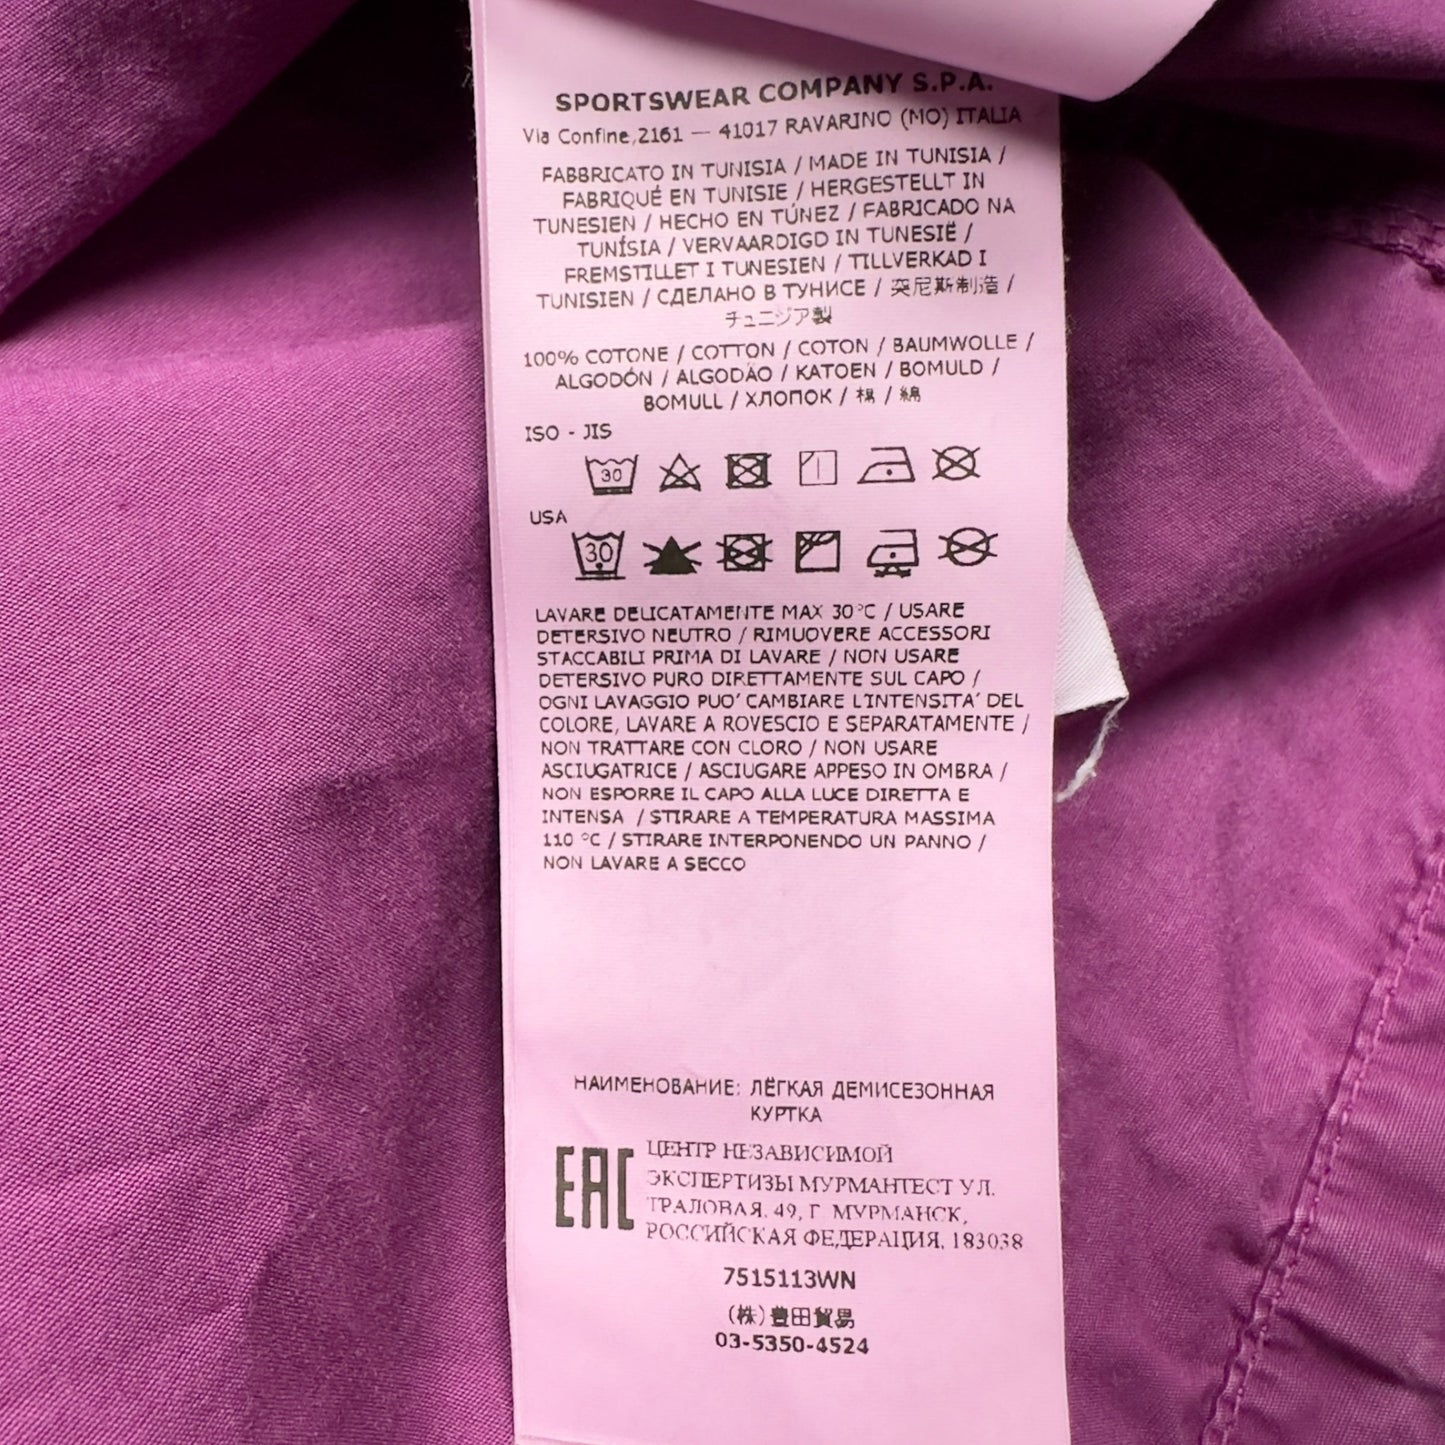 SPORTSWEAR COMPANY S.P.A.
Via Confine,2161 — 41017 RAVARINO (MO) ITALIA
FABBRICATO IN TUNISIA / MADE IN TUNISIA /
FABRIQUÉ EN TUNISIE / HERGESTELLT IN
TUNESIEN / HECHO EN TÚNEZ / FABRICADO NA
TUNÍSIA / VERVAARDIGD IN TUNESIË /
FREMSTILLET I TUNESIEN / TILLVERKAD I
TUNISIEN / СДЕЛАНО В ТУНИСЕ / 突尼斯制造 /
チュニジア製
100% COTONE / COTTON / COTON / BAUMWOLLE /
ALGODÓN / ALGODÃO / KATOEN / BOMULD /
BOMULL / ХЛОПОК / 棉 / 綿
ISO - JIS
30
USA
30
LAVARE DELICATAMENTE MAX 30°C / USARE
DETERSIVO NEUTRO / RIMUOVERE ACCESSORI
STACCABILI PRIMA DI LAVARE / NON USARE
DETERSIVO PURO DIRETTAMENTE SUL CAPO /
OGNI LAVAGGIO PUO' CAMBIARE L'INTENSITA' DEL
COLORE, LAVARE A ROVESCIO E SEPARATAMENTE /
NON TRATTARE CON CLORO / NON USARE
ASCIUGATRICE / ASCIUGARE APPESO IN OMBRA /
NON ESPORRE IL CAPO ALLA LUCE DIRETTA E
INTENSA / STIRARE A TEMPERATURA MASSIMA
110 °C / STIRARE INTERPONENDO UN PANNO /
NON LAVARE A SECCO
НАИМЕНОВАНИЕ: ЛЁГКАЯ ДЕМИСЕЗОННАЯ
КУРТКА
EAC
ЦЕНТР НЕЗАВИСИМОЙ
ЭКСПЕРТИЗЫ МУРМАНТЕСТ УЛ.
ТРАЛОВАЯ, 49, Г. МУРМАНСК,
РОССИЙСКАЯ ФЕДЕРАЦИЯ, 183038
7515113WN
(株)豊田貿易
03-5350-4524